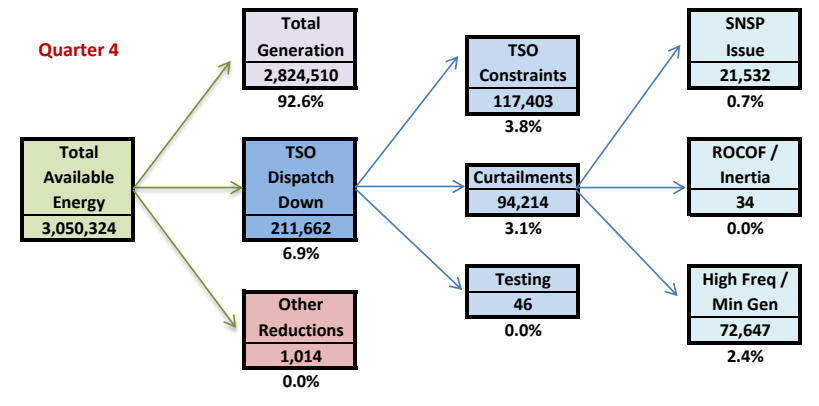 Quarter 4
Total
Available
Energy
3,050,324
Total
Generation
2,824,510
92.6%
TSO
Dispatch
Down
211,662
6.9%
Other
Reductions
1,014
0.0%
TSO
Constraints
117,403
3.8%
Curtailments
94,214
3.1%
Testing
46
0.0%
SNSP
Issue
21,532
0.7%
ROCOF /
Inertia
34
0.0%
High Freq /
Min Gen
72,647
2.4%